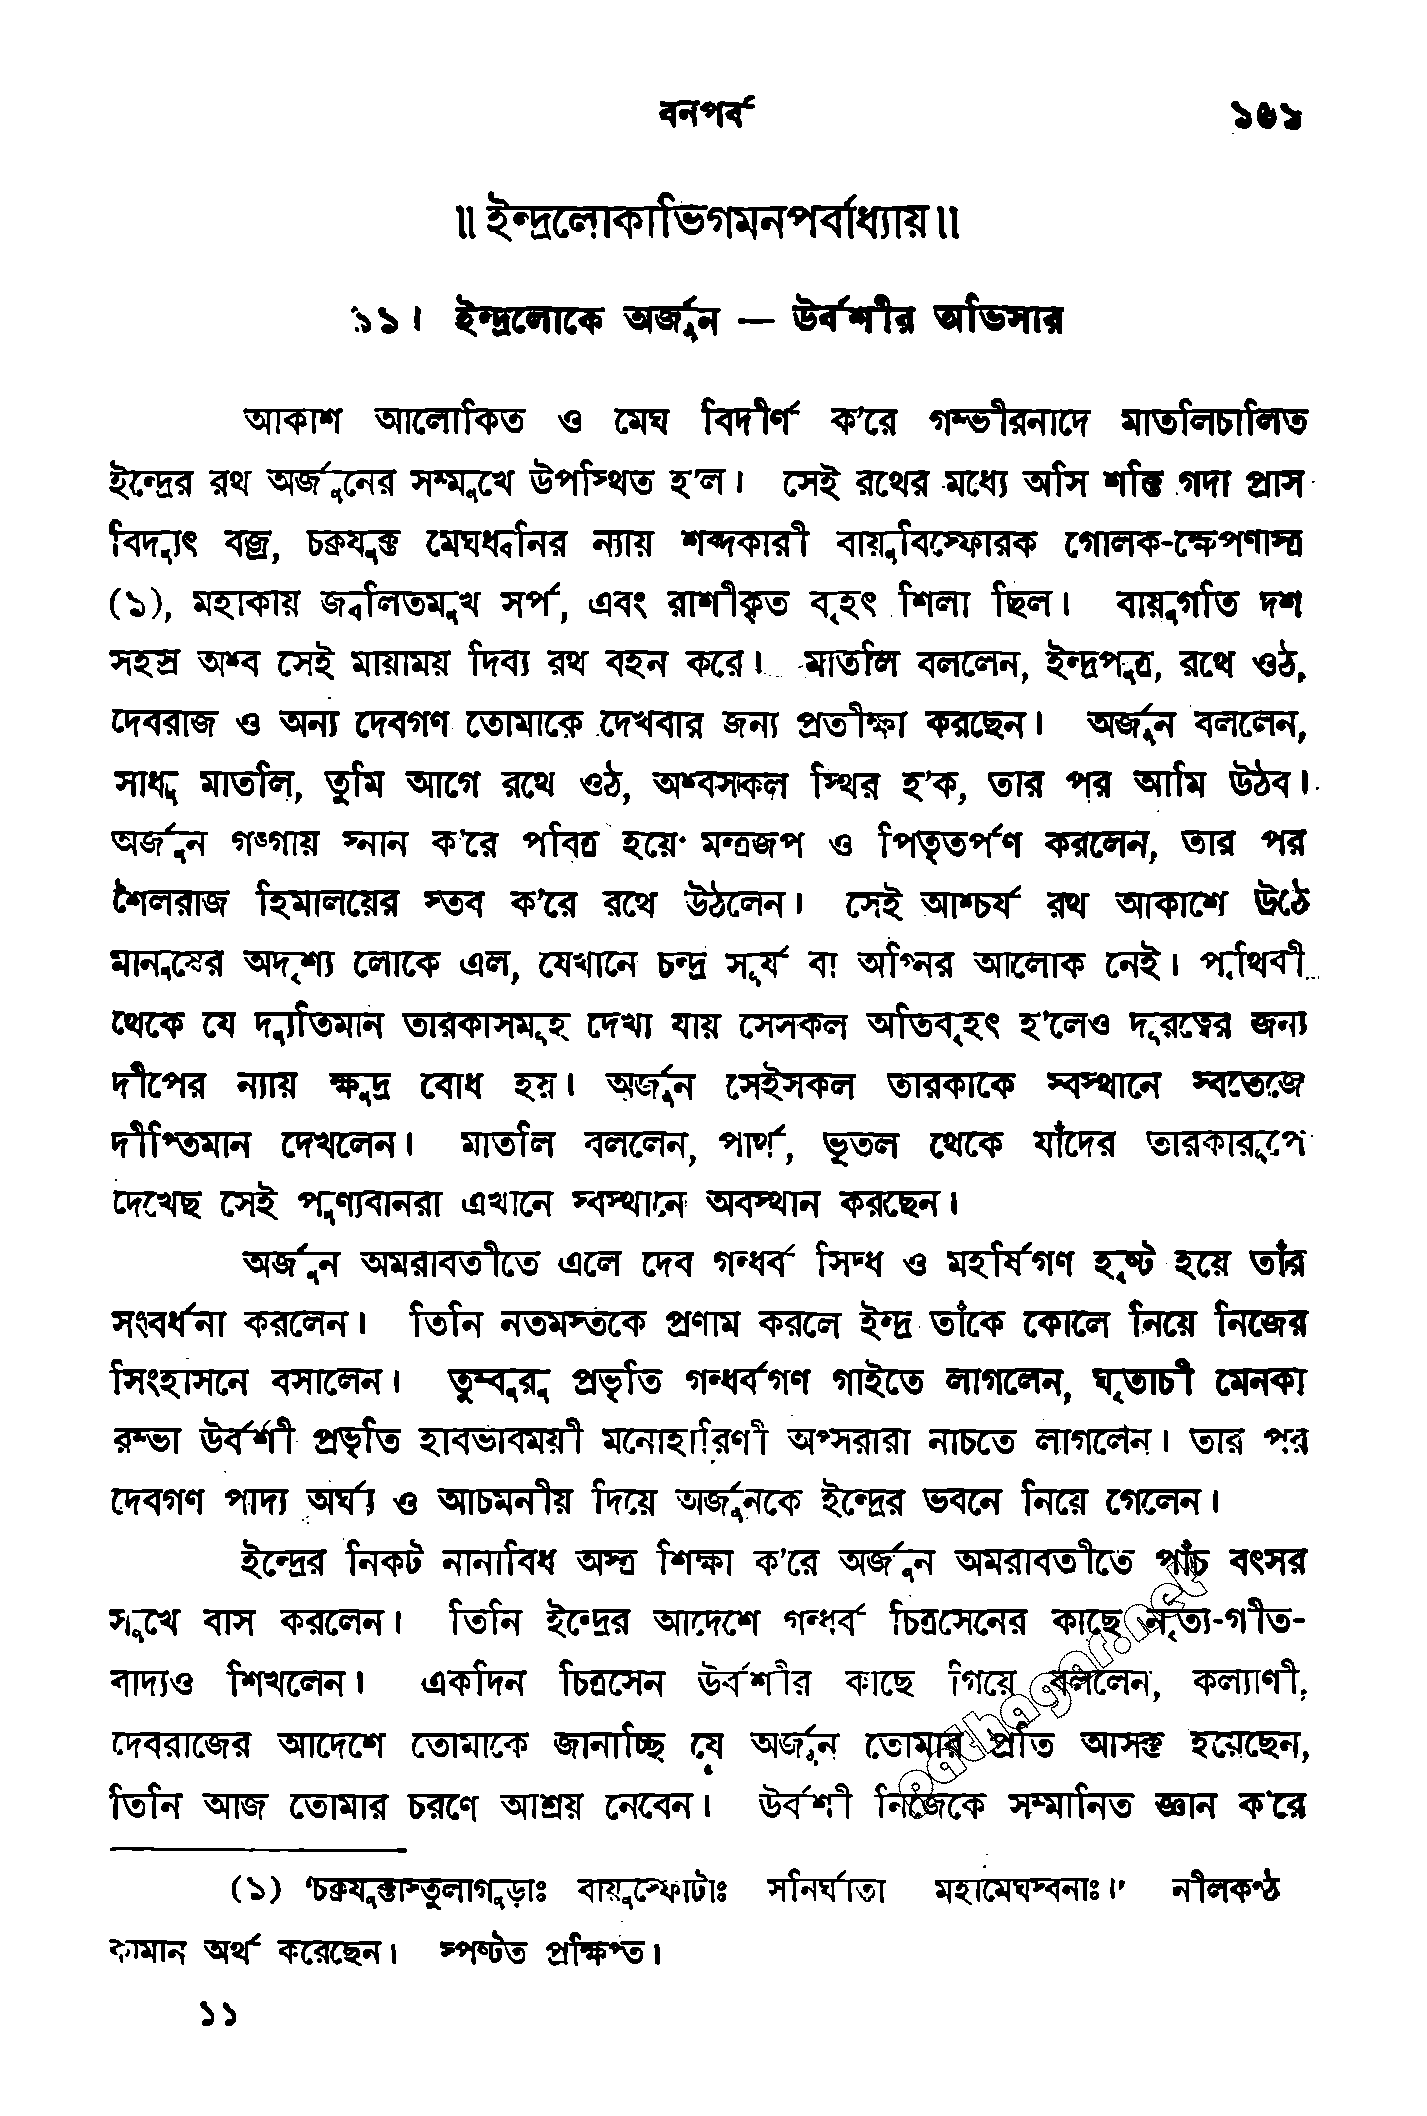 বনপর্ব ১৬১
॥ ইন্দ্রলোকাভিগমনপর্বাধ্যায় ॥
১১। ইন্দ্রলোকে অর্জুন — উর্বশীর অভিসার
আকাশ আলোকিত ও মেঘ বিদীর্ণ ক'রে গম্ভীরনাদে মাতলিচালিত
ইন্দ্রের রথ অর্জুনের সম্মুখে উপস্থিত হ'ল। সেই রথের মধ্যে অসি শক্তি গদা প্রাস
বিদ্যুৎ বজ্র, চক্রযুক্ত মেঘধ্বনির ন্যায় শব্দকারী বায়ুবিস্ফোরক গোলক-ক্ষেপণাস্ত্র
(১), মহাকায় জ্বলিতমুখ সর্প, এবং রাশীকৃত বৃহৎ শিলা ছিল। বায়ুগতি দশ
সহস্র অশ্ব সেই মায়াময় দিব্য রথ বহন করে। মাতলি বললেন, ইন্দ্রপুত্র, রথে ওঠ,
দেবরাজ ও অন্য দেবগণ তোমাকে দেখবার জন্য প্রতীক্ষা করছেন। অর্জুন বললেন,
সাধু মাতলি, তুমি আগে রথে ওঠ, অশ্বসকল স্থির হ'ক, তার পর আমি উঠব।
অর্জুন গঙ্গায় স্নান ক'রে পবিত্র হয়ে মন্ত্রজপ ও পিতৃতর্পণ করলেন, তার পর
শৈলরাজ হিমালয়ের স্তব ক'রে রথে উঠলেন। সেই আশ্চর্য রথ আকাশে উঠে
মানুষের অদৃশ্য লোকে এল, যেখানে চন্দ্র সূর্য বা অগ্নির আলোক নেই। পৃথিবী
থেকে যে দ্যুতিমান তারকাসমূহ দেখা যায় সেসকল অতিবৃহৎ হ'লেও দূরত্বের জন্য
দীপের ন্যায় ক্ষুদ্র বোধ হয়। অর্জুন সেইসকল তারকাকে স্বস্থানে স্বতেজে
দীপ্তিমান দেখলেন। মাতলি বললেন, পার্থ, ভূতল থেকে যাঁদের তারকারূপে
দেখেছ সেই পুণ্যবানরা এখানে স্বস্থানে অবস্থান করছেন।
অর্জুন অমরাবতীতে এলে দেব গন্ধর্ব সিদ্ধ ও মহর্ষিগণ হৃষ্ট হয়ে তাঁর
সংবর্ধনা করলেন। তিনি নতমস্তকে প্রণাম করলে ইন্দ্র তাঁকে কোলে নিয়ে নিজের
সিংহাসনে বসালেন। তুম্বুরু প্রভৃতি গন্ধর্বগণ গাইতে লাগলেন, ঘৃতাচী মেনকা
রম্ভা উর্বশী প্রভৃতি হাবভাবময়ী মনোহারিণী অপ্সরারা নাচতে লাগলেন। তার পর
দেবগণ পাদ্য অর্ঘ্য ও আচমনীয় দিয়ে অর্জুনকে ইন্দ্রের ভবনে নিয়ে গেলেন।
ইন্দ্রের নিকট নানাবিধ অস্ত্র শিক্ষা ক'রে অর্জুন অমরাবতীতে পাঁচ বৎসর
সুখে বাস করলেন। তিনি ইন্দ্রের আদেশে গন্ধর্ব চিত্রসেনের কাছে নৃত্য-গীত-
বাদ্যও শিখলেন। একদিন চিত্রসেন উর্বশীর কাছে গিয়ে বললেন, কল্যাণী,
দেবরাজের আদেশে তোমাকে জানাচ্ছি যে অর্জুন তোমার প্রতি আসক্ত হয়েছেন,
তিনি আজ তোমার চরণে আশ্রয় নেবেন। উর্বশী নিজেকে সম্মানিত জ্ঞান ক'রে
(১) 'চক্রযুক্তাস্তুলাগুড়াঃ বায়ুস্ফোটাঃ সনির্ঘাতা মহামেঘস্বনাঃ।' নীলকণ্ঠ
কামান অর্থ করেছেন। স্পষ্টত প্রক্ষিপ্ত।
১১
pathagar.net